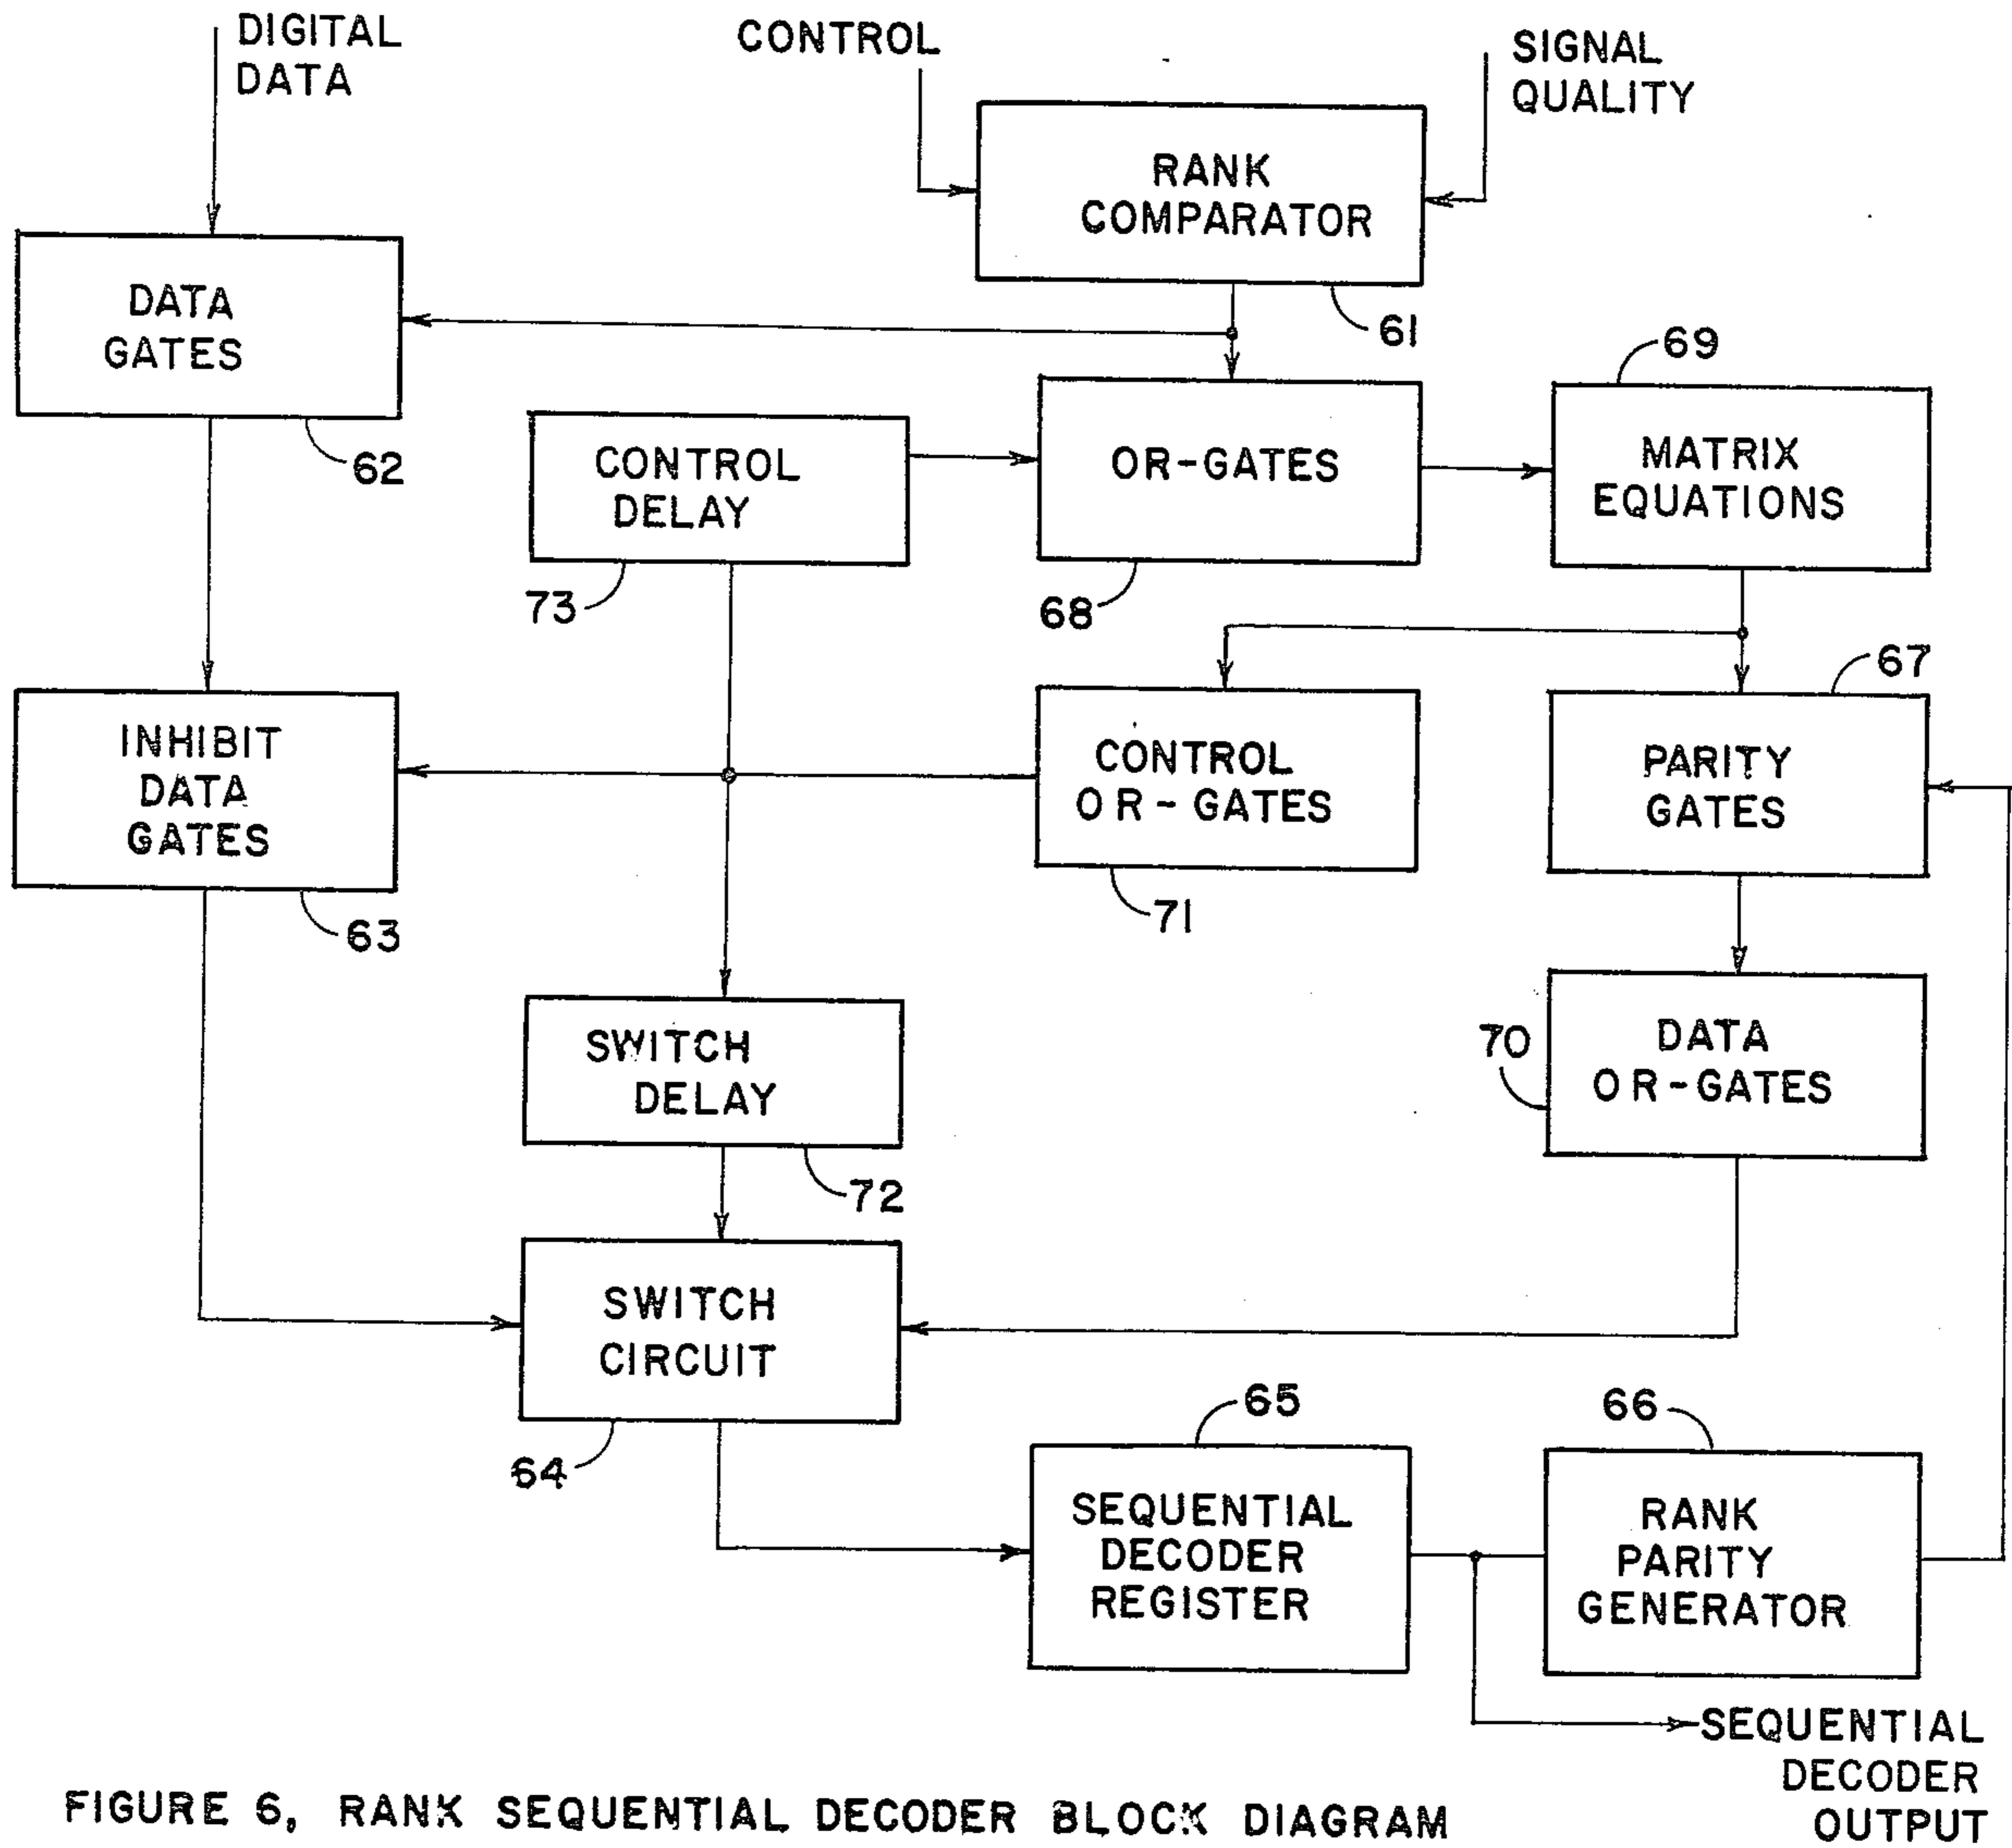 DIGITAL
DATA
CONTROL
SIGNAL
QUALITY
RANK
COMPARATOR
61
DATA
GATES
62
CONTROL
DELAY
73
OR-GATES
68
69
MATRIX
EQUATIONS
INHIBIT
DATA
GATES
63
CONTROL
OR-GATES
71
67
PARITY
GATES
SWITCH
DELAY
72
70
DATA
OR-GATES
SWITCH
CIRCUIT
64
65
SEQUENTIAL
DECODER
REGISTER
66
RANK
PARITY
GENERATOR
SEQUENTIAL
DECODER
OUTPUT
FIGURE 6, RANK SEQUENTIAL DECODER BLOCK DIAGRAM